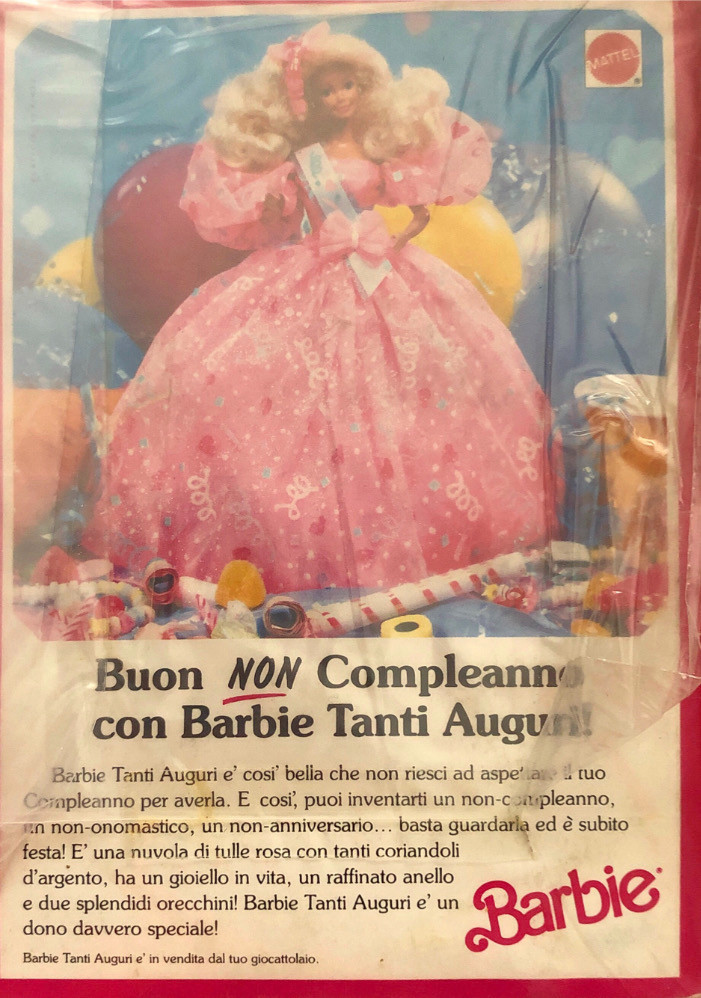 MATTEL
Buon NON Compleanno
con Barbie Tanti Auguri!
Barbie Tanti Auguri e' cosi' bella che non riesci ad aspettare il tuo
Compleanno per averla. E cosi', puoi inventarti un non-compleanno,
un non-onomastico, un non-anniversario... basta guardarla ed è subito
festa! E' una nuvola di tulle rosa con tanti coriandoli
d'argento, ha un gioiello in vita, un raffinato anello
e due splendidi orecchini! Barbie Tanti Auguri e' un
dono davvero speciale!
Barbie
Barbie Tanti Auguri e' in vendita dal tuo giocattolaio.